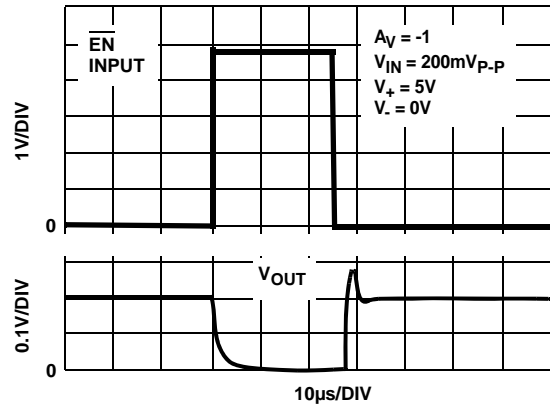 EN
INPUT
A_V = -1
V_IN = 200mV_P-P
V_+ = 5V
V_- = 0V
1V/DIV
0
V_OUT
0.1V/DIV
0
10µs/DIV